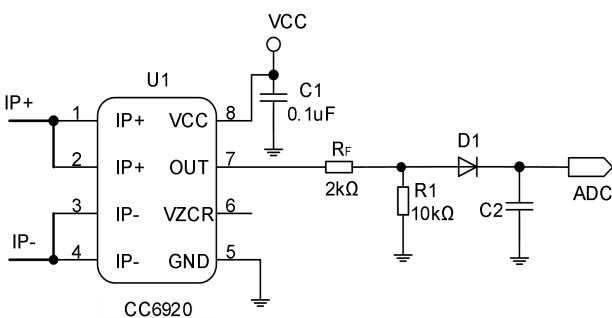 VCC
U1
C1
0.1uF
IP+
1
IP+
VCC
8
2
IP+
OUT
7
RF
2kΩ
D1
R1
10kΩ
C2
ADC
3
IP-
VZCR
6
IP-
4
IP-
GND
5
CC6920